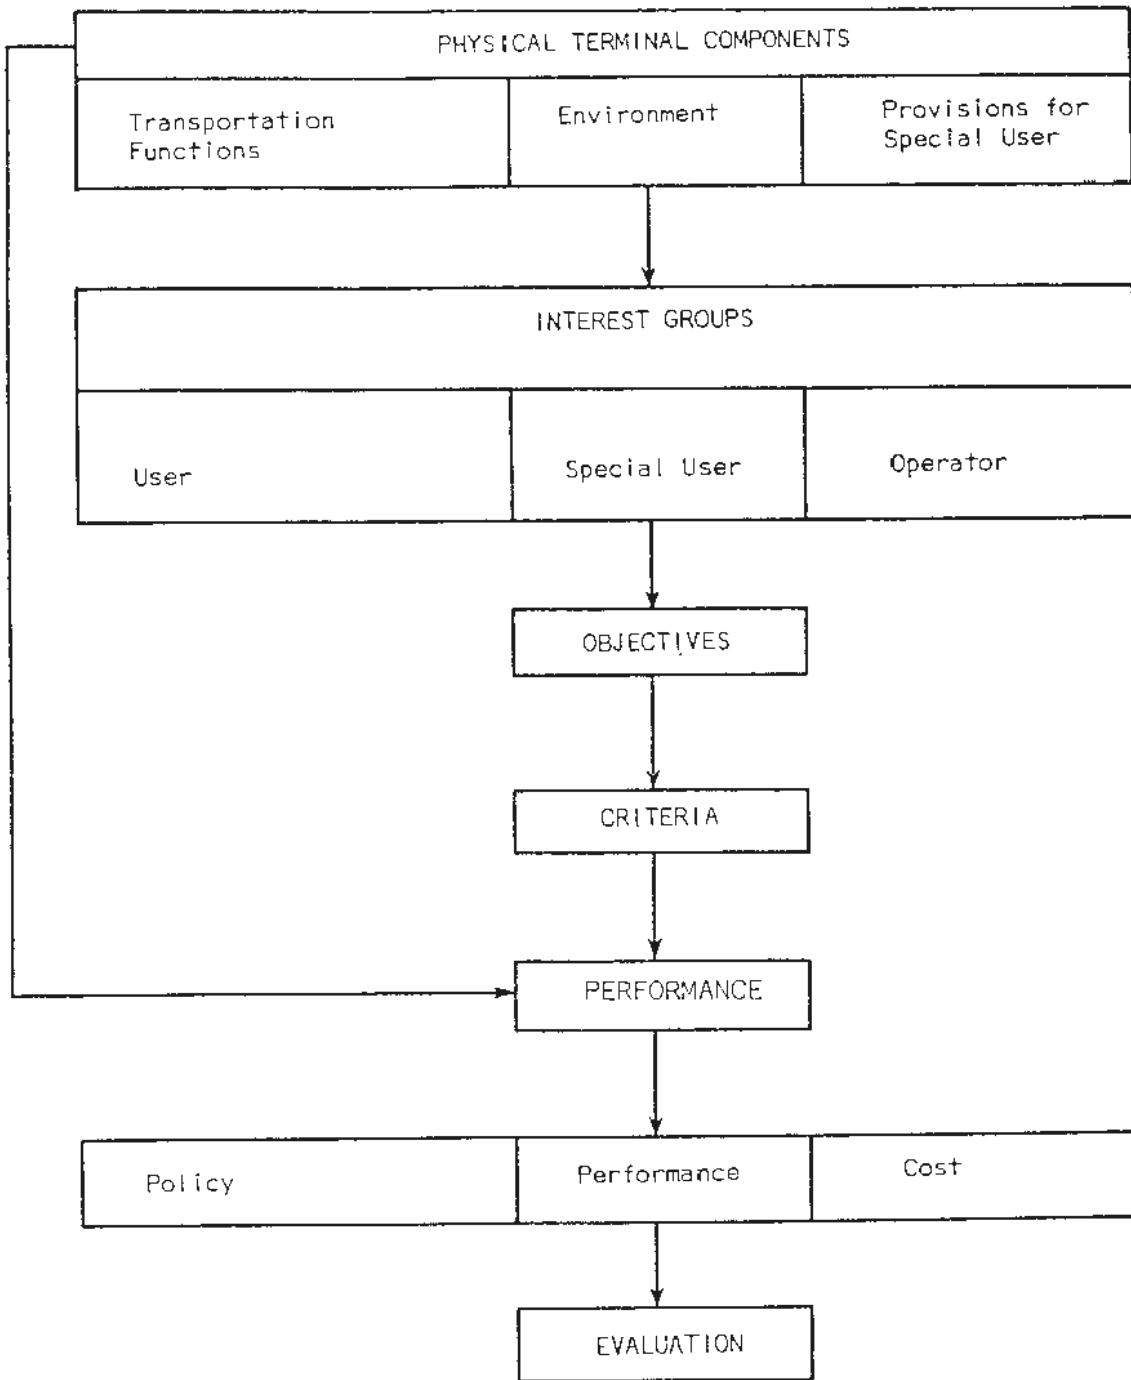 PHYSICAL TERMINAL COMPONENTS
Transportation
Functions
Environment
Provisions for
Special User
INTEREST GROUPS
User
Special User
Operator
OBJECTIVES
CRITERIA
PERFORMANCE
Policy
Performance
Cost
EVALUATION